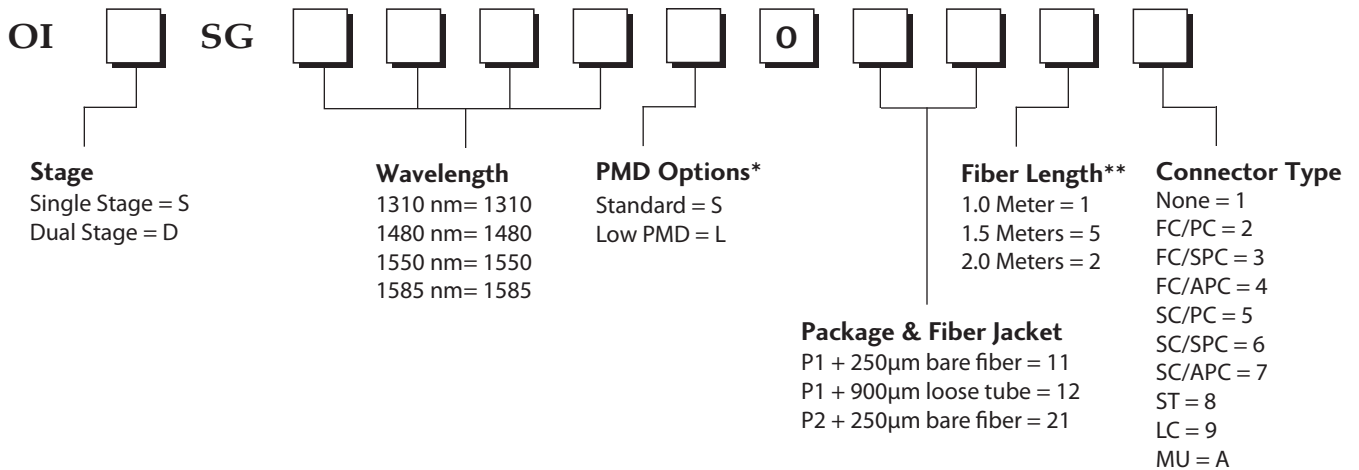 OI SG 0
Stage
Single Stage = S
Dual Stage = D
Wavelength
1310 nm= 1310
1480 nm= 1480
1550 nm= 1550
1585 nm= 1585
PMD Options*
Standard = S
Low PMD = L
Package & Fiber Jacket
P1 + 250µm bare fiber = 11
P1 + 900µm loose tube = 12
P2 + 250µm bare fiber = 21
Fiber Length**
1.0 Meter = 1
1.5 Meters = 5
2.0 Meters = 2
Connector Type
None = 1
FC/PC = 2
FC/SPC = 3
FC/APC = 4
SC/PC = 5
SC/SPC = 6
SC/APC = 7
ST = 8
LC = 9
MU = A